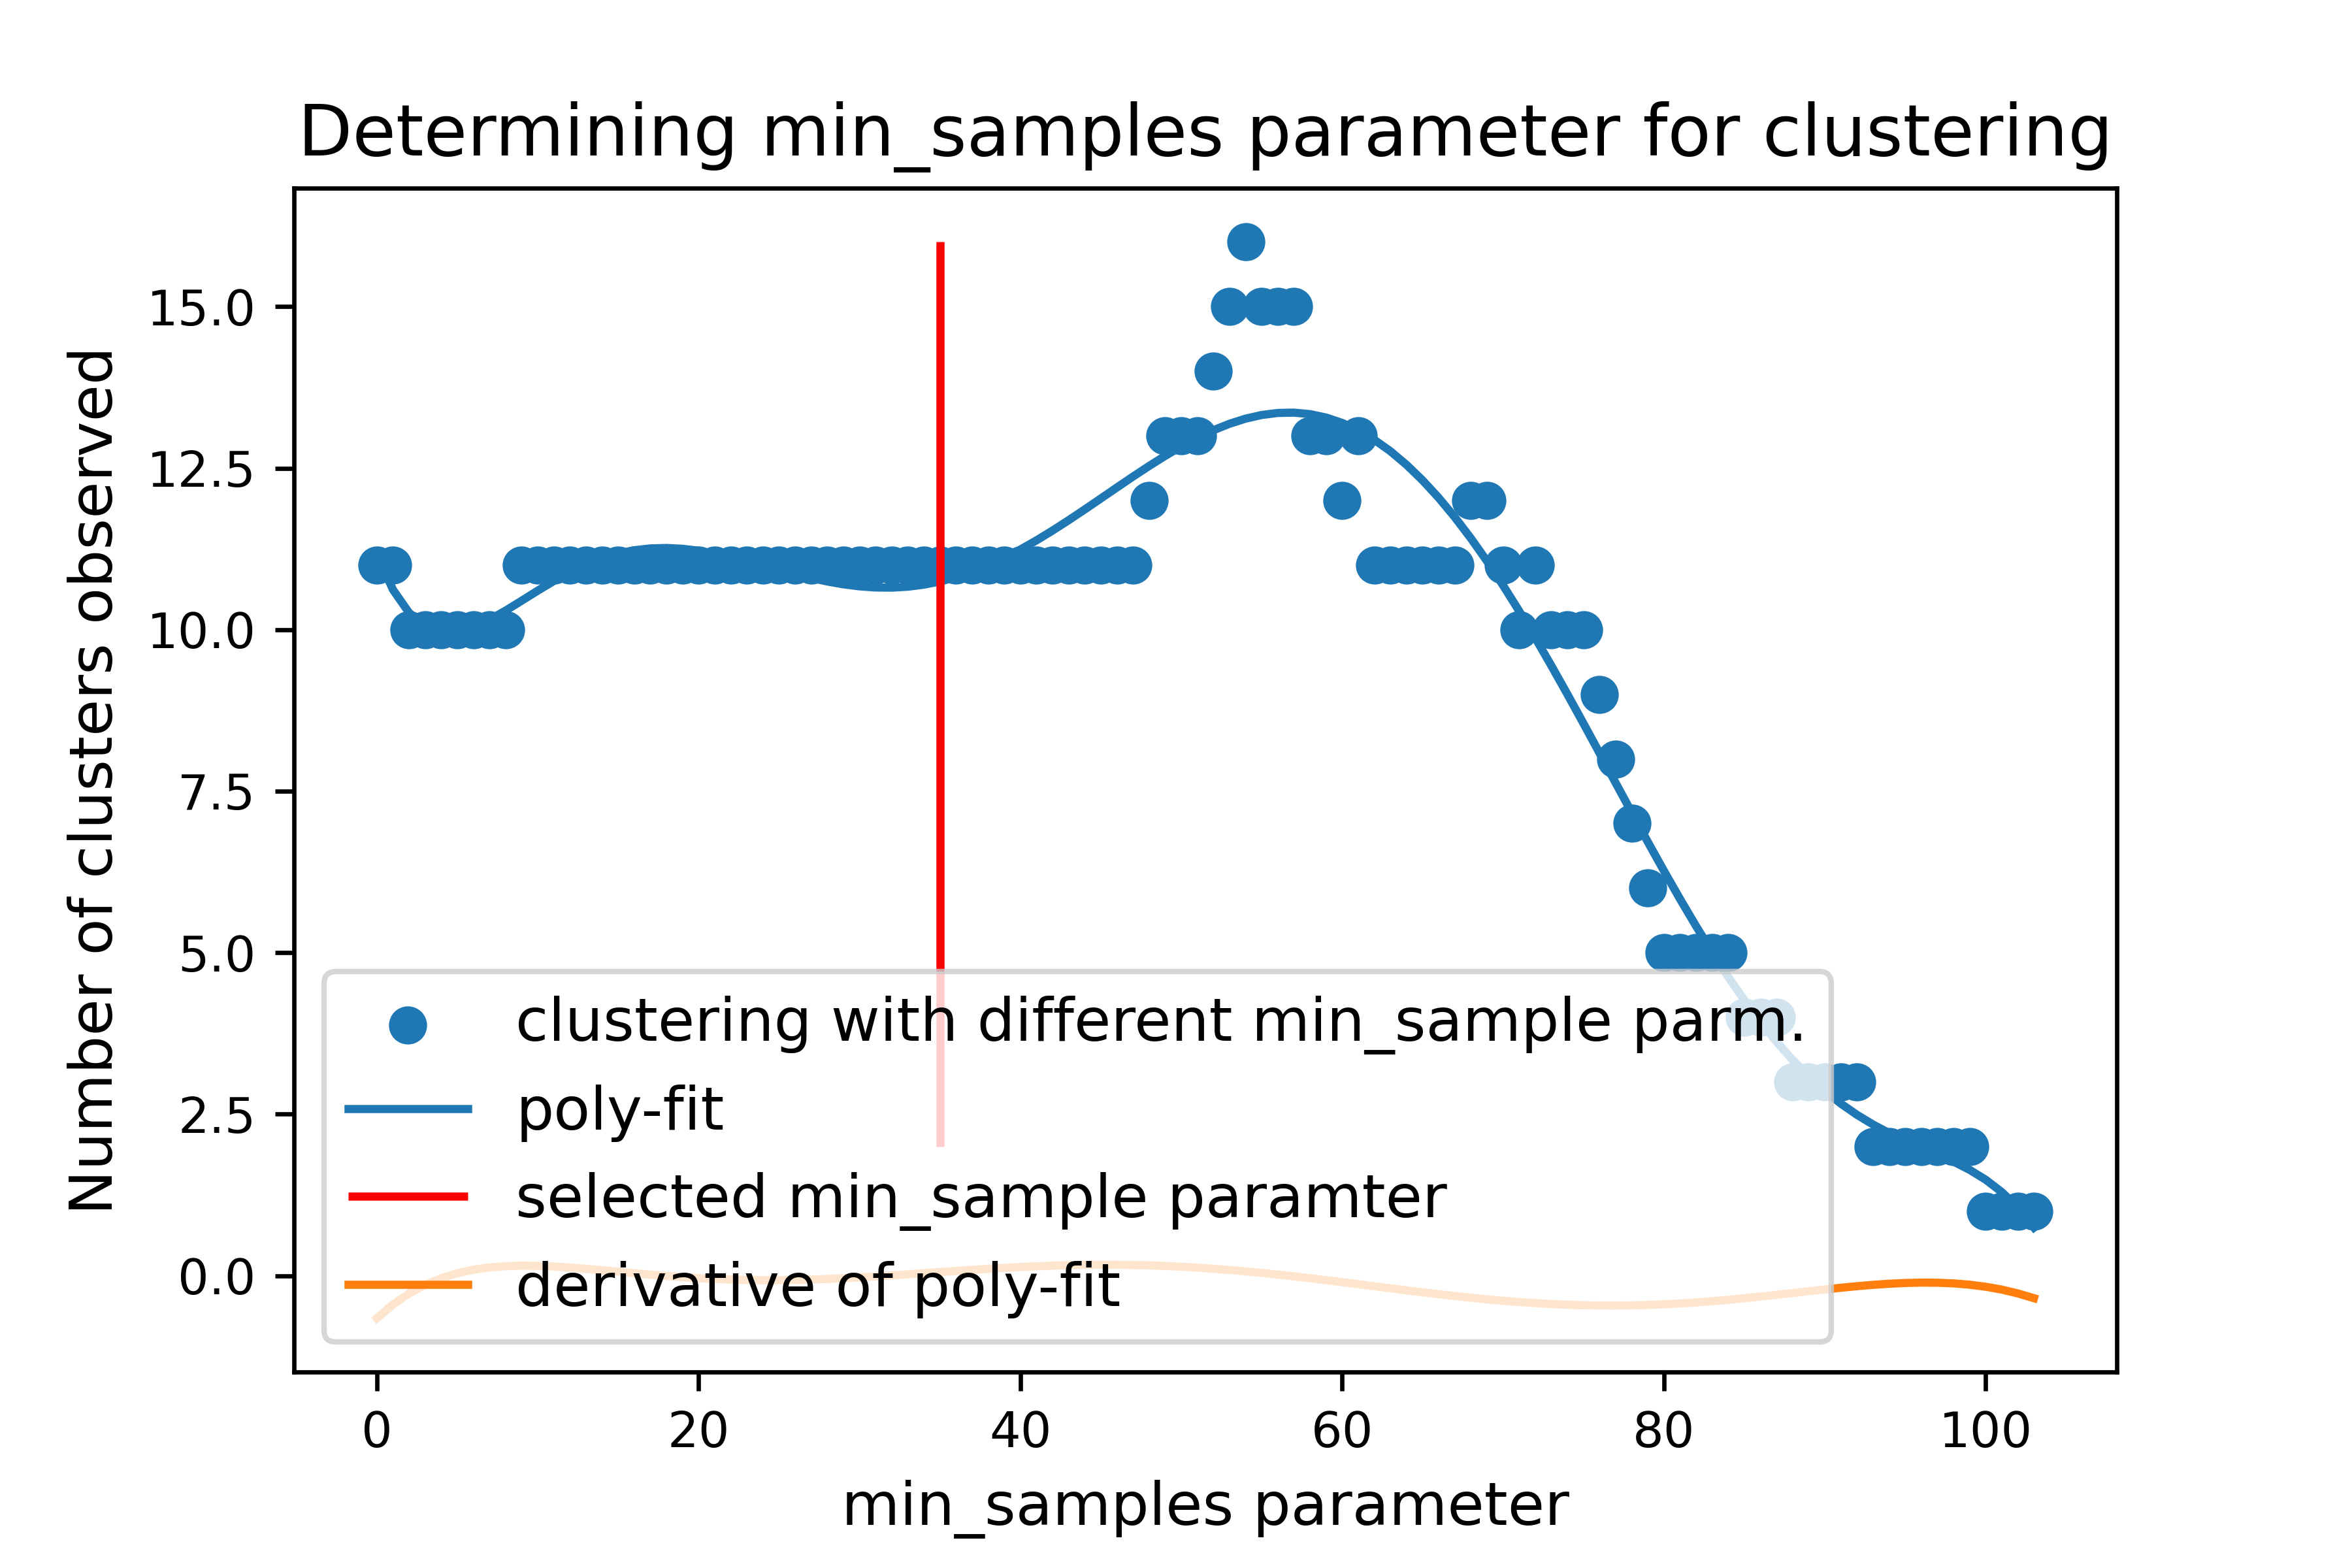 Determining min_samples parameter for clustering
Number of clusters observed
15.0
12.5
10.0
7.5
5.0
2.5
0.0
clustering with different min_sample parm.
poly-fit
selected min_sample paramter
derivative of poly-fit
0 20 40 60 80 100
min_samples parameter